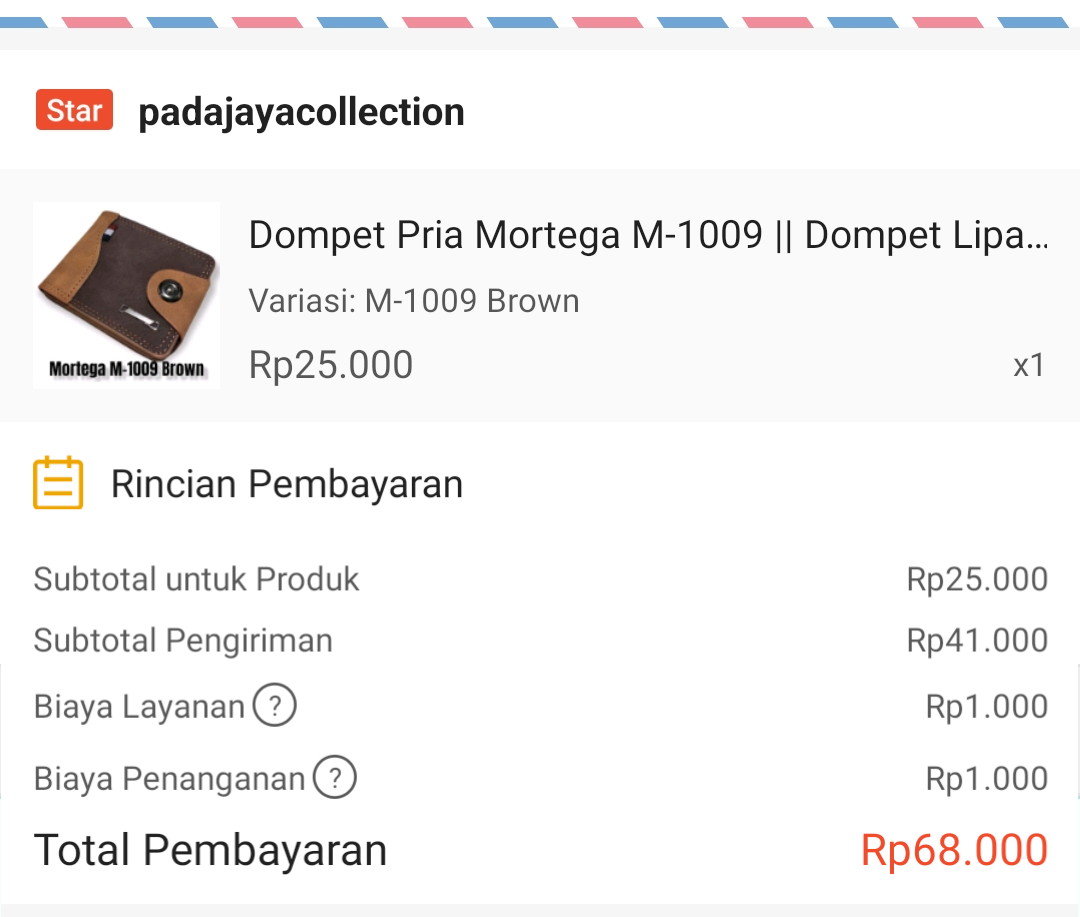 Star padajayacollection
Dompet Pria Mortega M-1009 || Dompet Lipa...
Variasi: M-1009 Brown
Rp25.000 x1
Mortega M-1009 Brown
Rincian Pembayaran
Subtotal untuk Produk Rp25.000
Subtotal Pengiriman Rp41.000
Biaya Layanan ? Rp1.000
Biaya Penanganan ? Rp1.000
Total Pembayaran Rp68.000